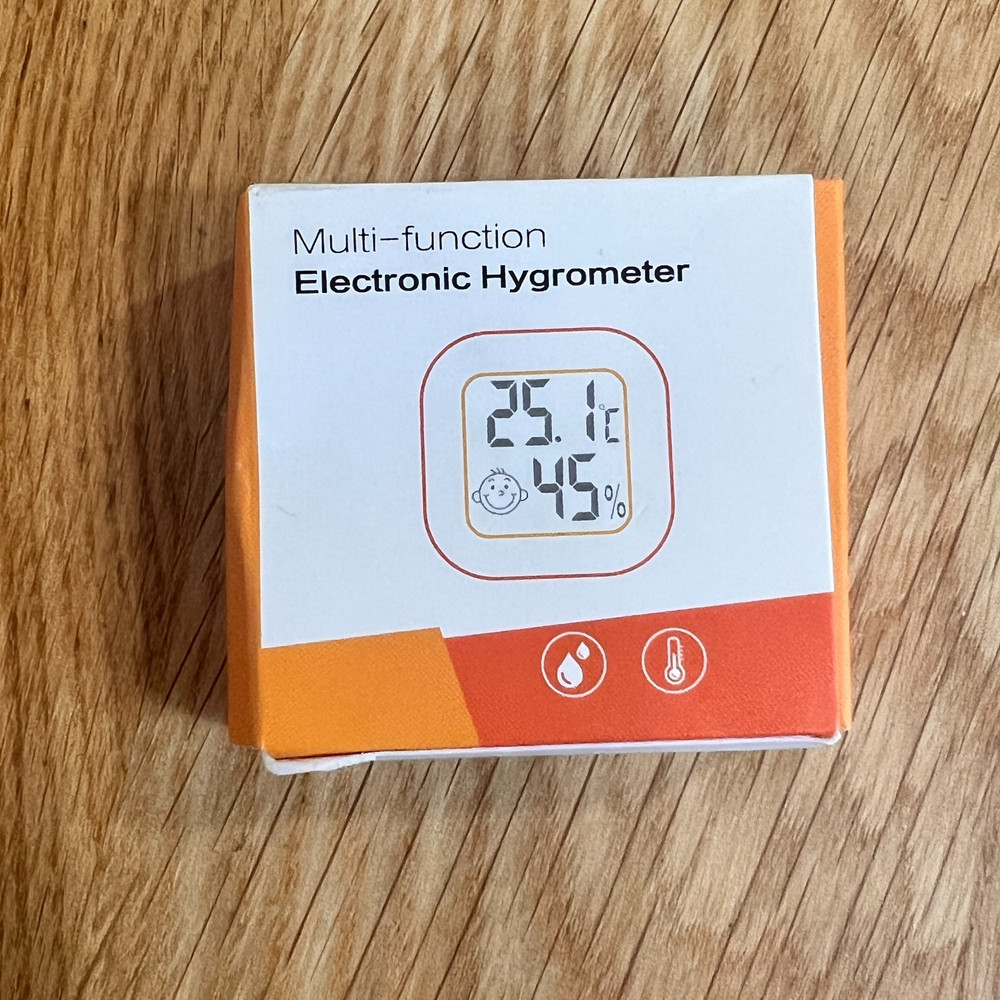 Multi-function
Electronic Hygrometer
25.1℃
45%